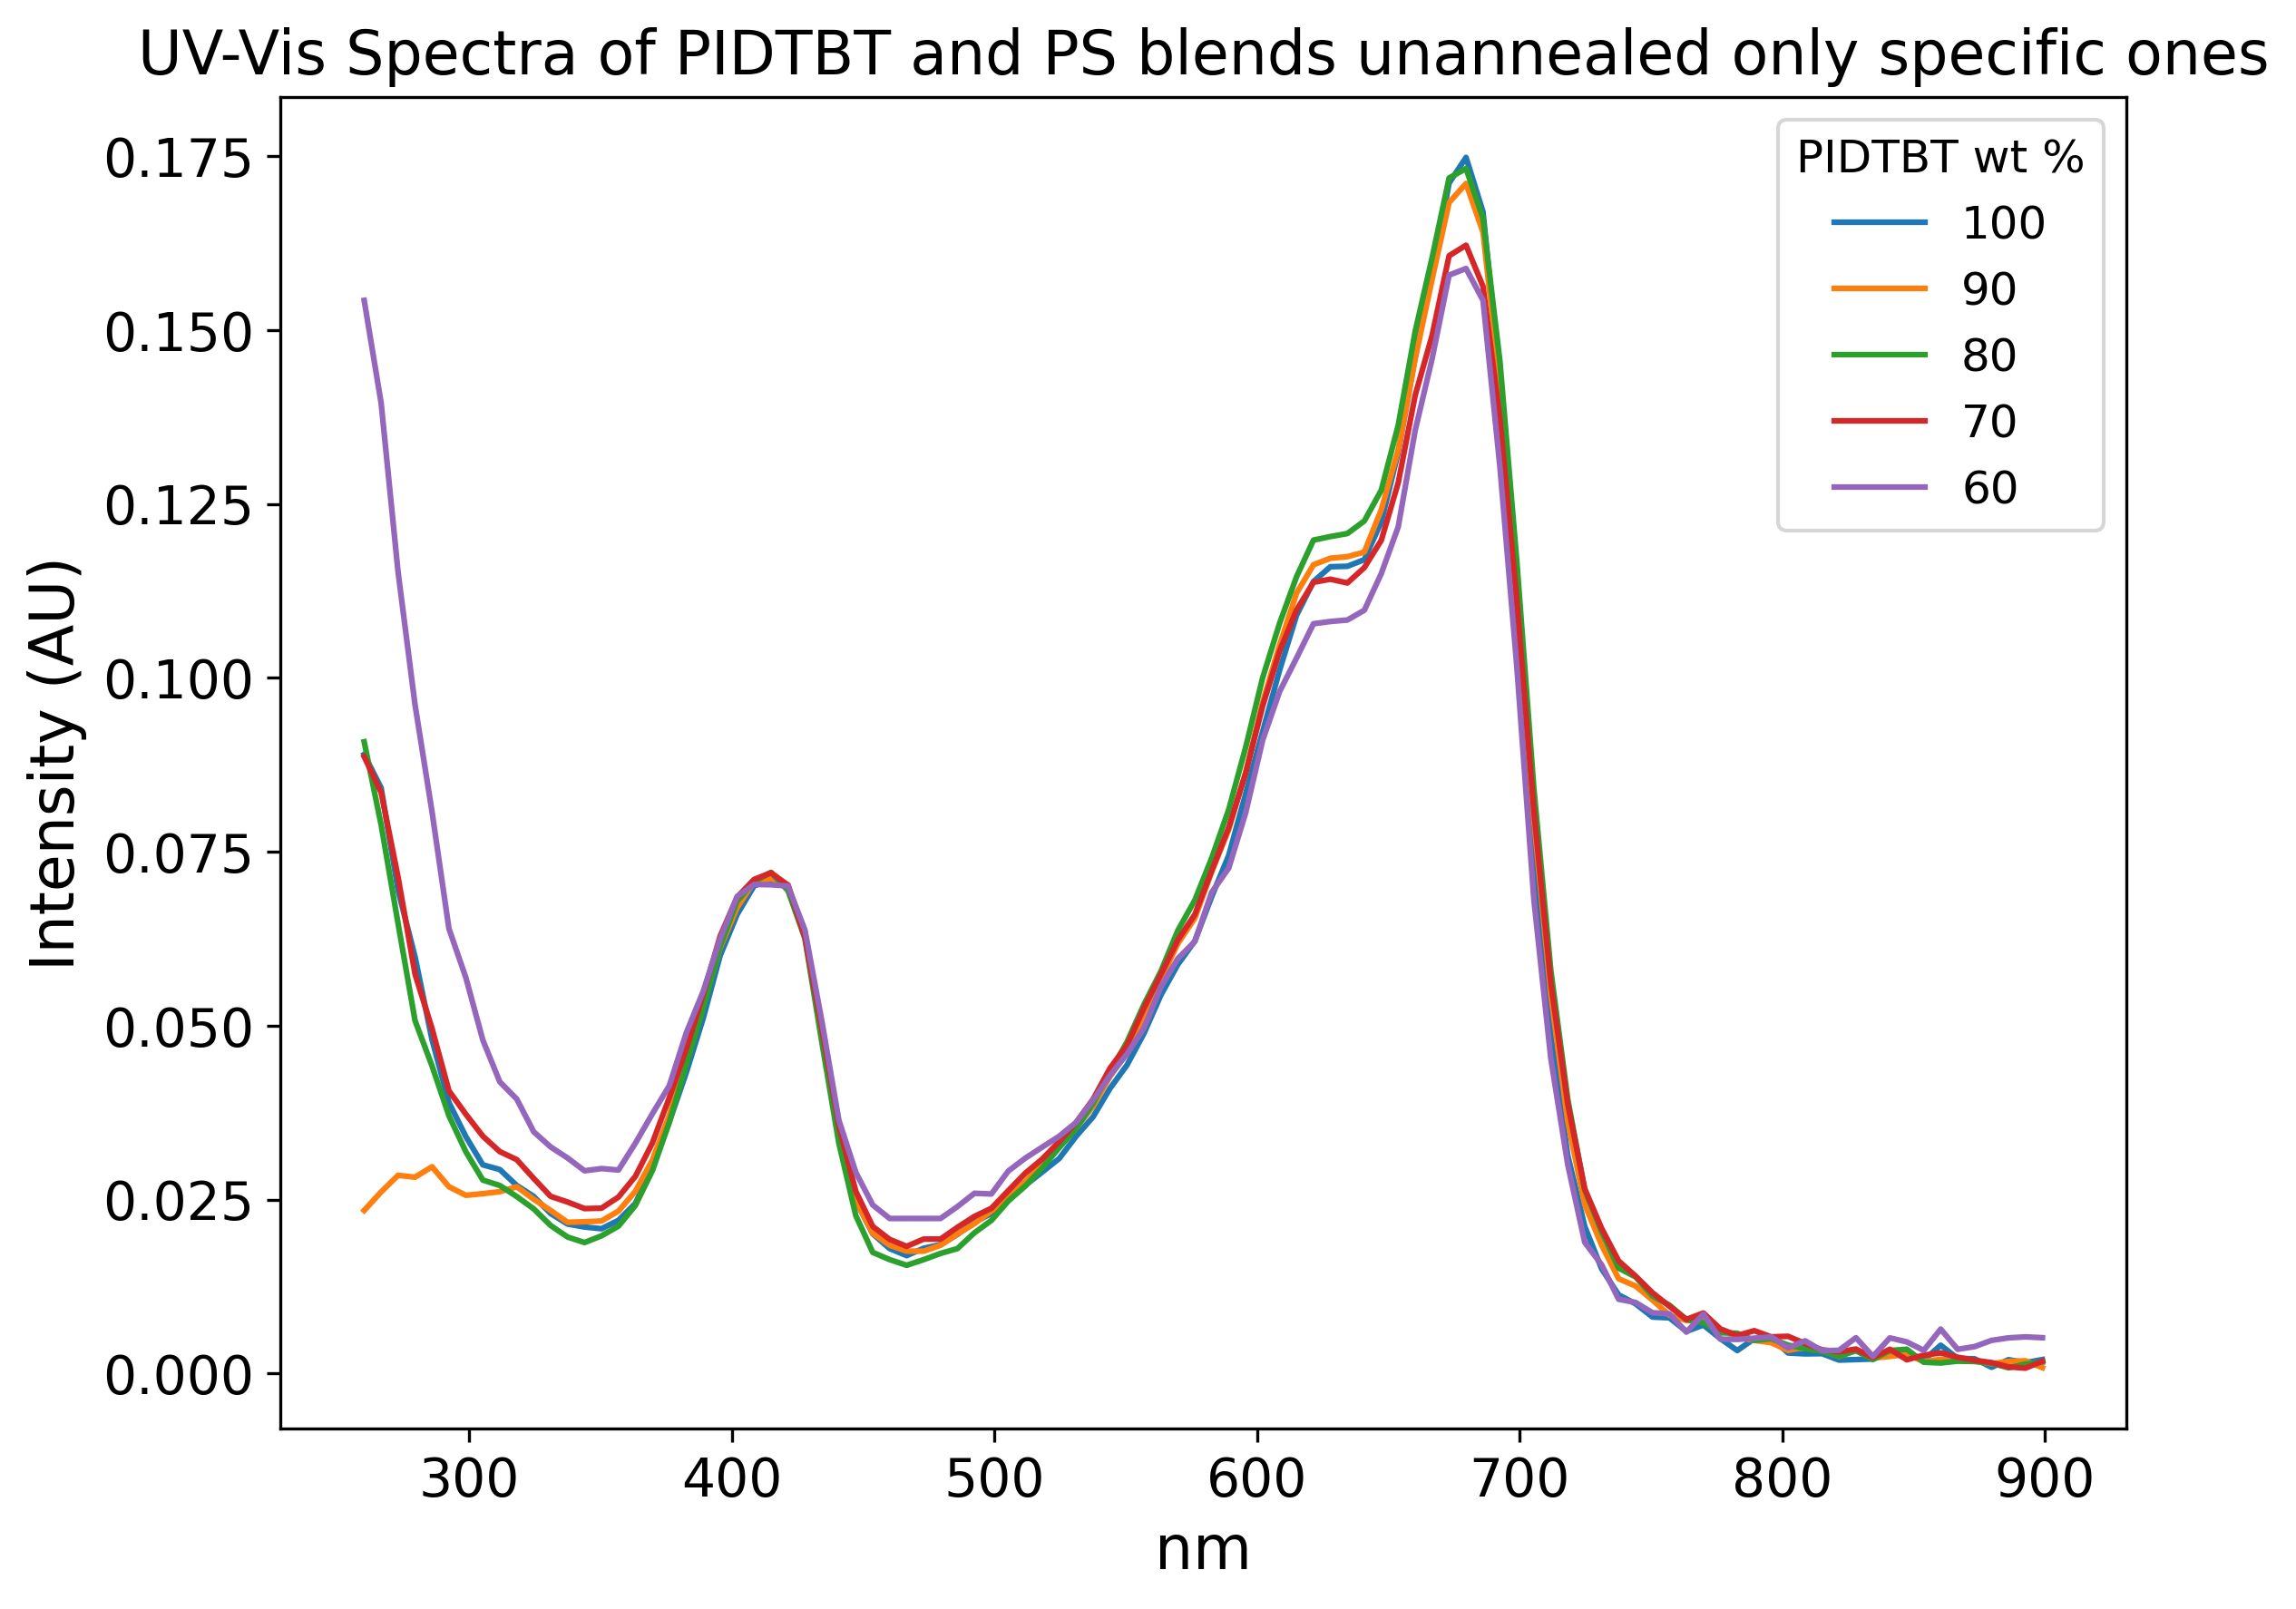 UV-Vis Spectra of PIDTBT and PS blends unannealed only specific ones
PIDTBT wt %
100
90
80
70
60
0.175
0.150
0.125
0.100
0.075
0.050
0.025
0.000
Intensity (AU)
300 400 500 600 700 800 900
nm